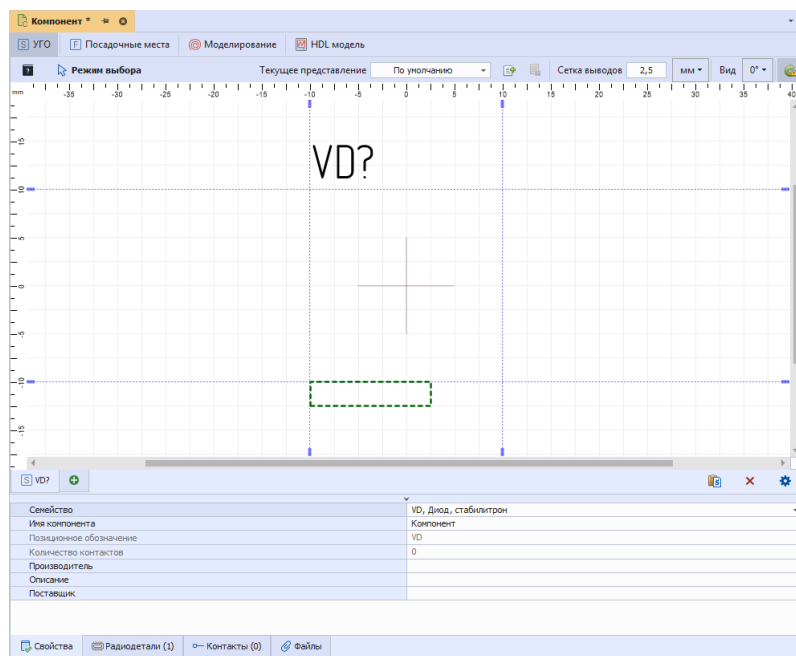 Компонент *
УГО Посадочные места Моделирование HDL модель
Режим выбора Текущее представление По умолчанию Сетка выводов 2,5 мм Вид 0°
mm -35 -30 -25 -20 -15 -10 -5 0 5 10 15 20 25 30 35 40
15
VD?
10
5
0
-5
-10
-15
VD?
Семейство VD, Диод, стабилитрон
Имя компонента Компонент
Позиционное обозначение VD
Количество контактов 0
Производитель
Описание
Поставщик
Свойства Радиодетали (1) Контакты (0) Файлы